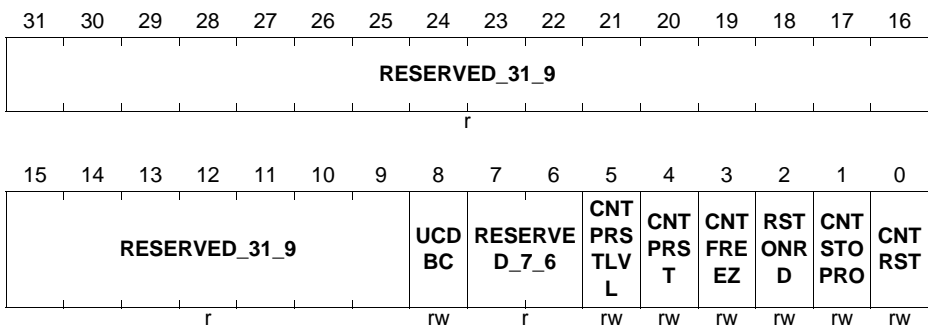 31 30 29 28 27 26 25 24 23 22 21 20 19 18 17 16
RESERVED_31_9
r
15 14 13 12 11 10 9 8 7 6 5 4 3 2 1 0
RESERVED_31_9
UCD
BC
RESERVE
D_7_6
CNT
PRS
TLV
L
CNT
PRS
T
CNT
FRE
EZ
RST
ONR
D
CNT
STO
PRO
CNT
RST
r rw r rw rw rw rw rw rw